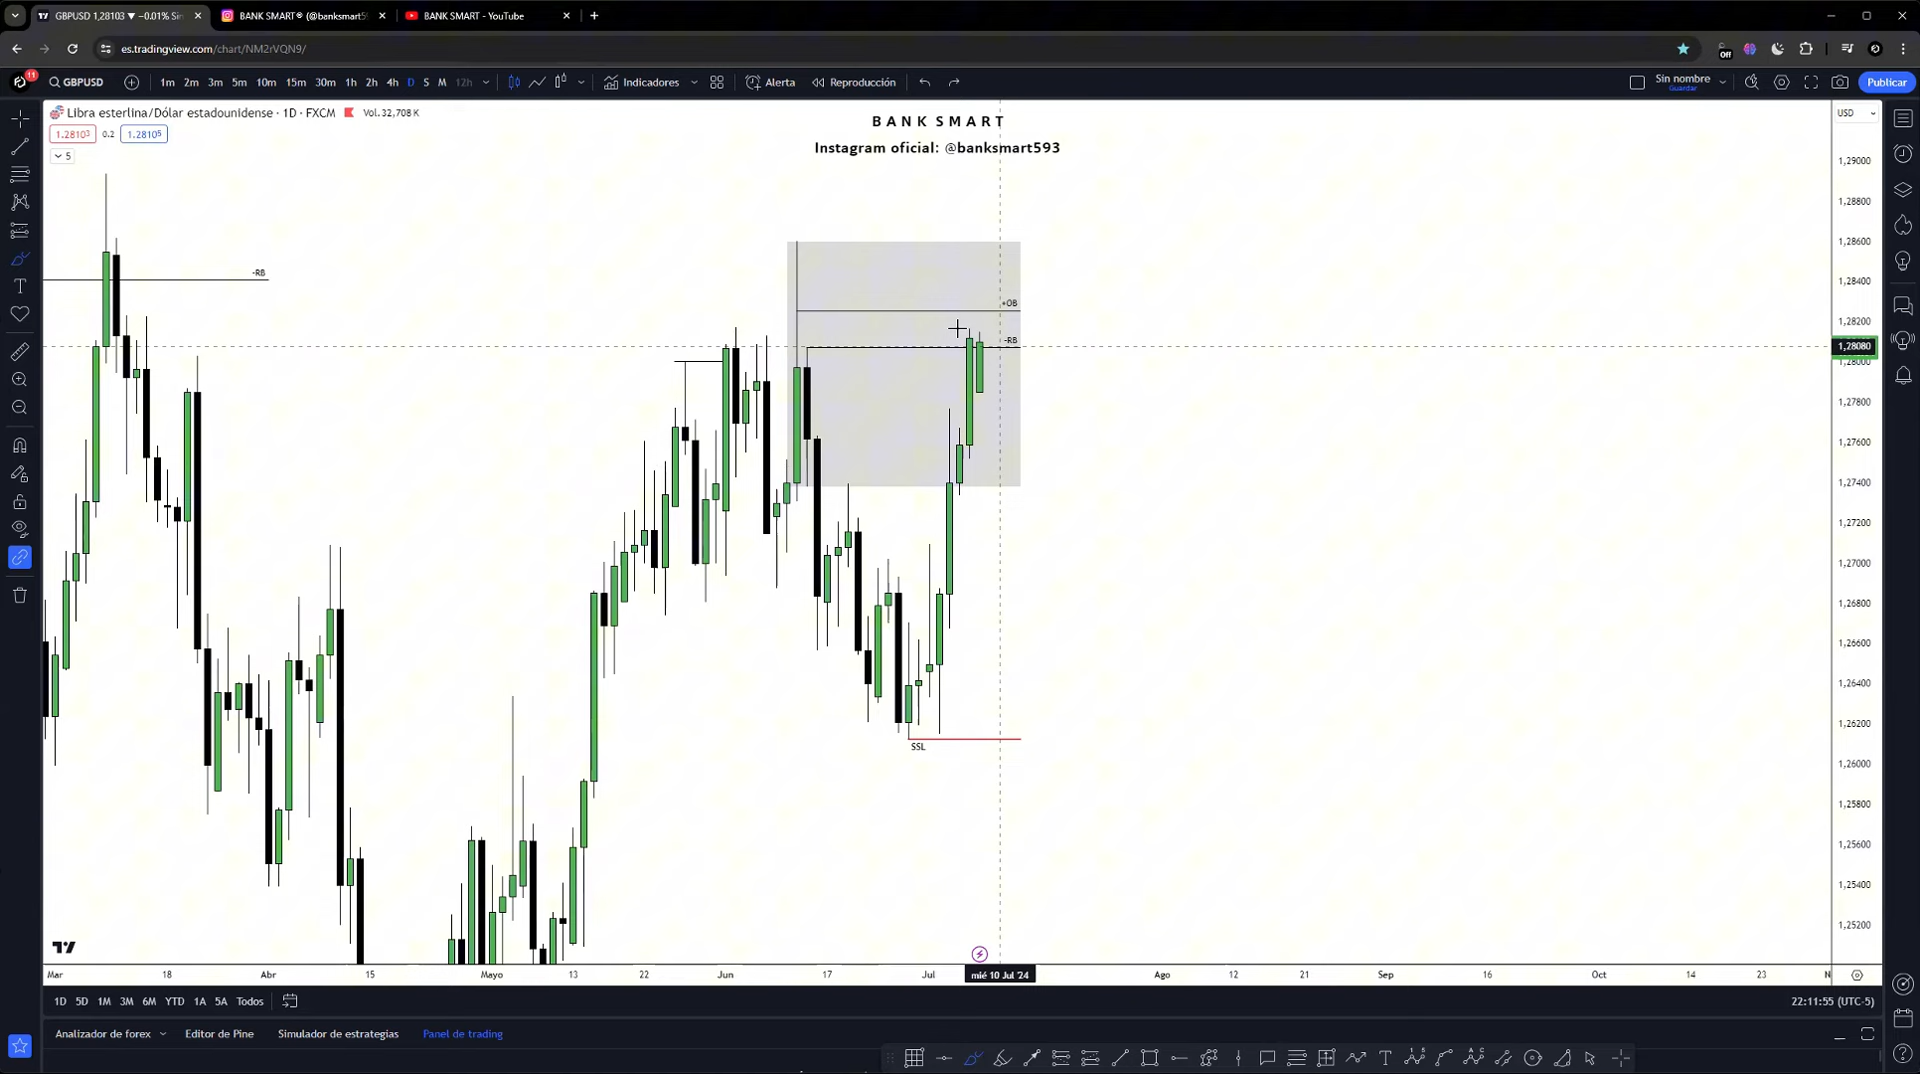 GBPUSD 1,28103 ▼ −0.01% Sin
BANK SMART® (@banksmart59
BANK SMART - YouTube
es.tradingview.com/chart/NM2rVQN9/
Off
11
GBPUSD
1m 2m 3m 5m 10m 15m 30m 1h 2h 4h D S M 12h
Indicadores
Alerta
Reproducción
Sin nombre
Guardar
Publicar
Libra esterlina/Dólar estadounidense · 1D · FXCM
Vol. 32,708 K
1.28103 0.2 1.28105
5
BANK SMART
Instagram oficial: @banksmart593
USD
1,29000
1,28800
1,28600
1,28400
1,28200
1,28080
1,28000
1,27800
1,27600
1,27400
1,27200
1,27000
1,26800
1,26600
1,26400
1,26200
1,26000
1,25800
1,25600
1,25400
1,25200
-RB
+OB
-RB
SSL
Mar 18 Abr 15 Mayo 13 22 Jun 17 Jul mié 10 Jul '24 Ago 12 21 Sep 16 Oct 14 23 N
1D 5D 1M 3M 6M YTD 1A 5A Todos
22:11:55 (UTC-5)
Analizador de forex
Editor de Pine
Simulador de estrategias
Panel de trading